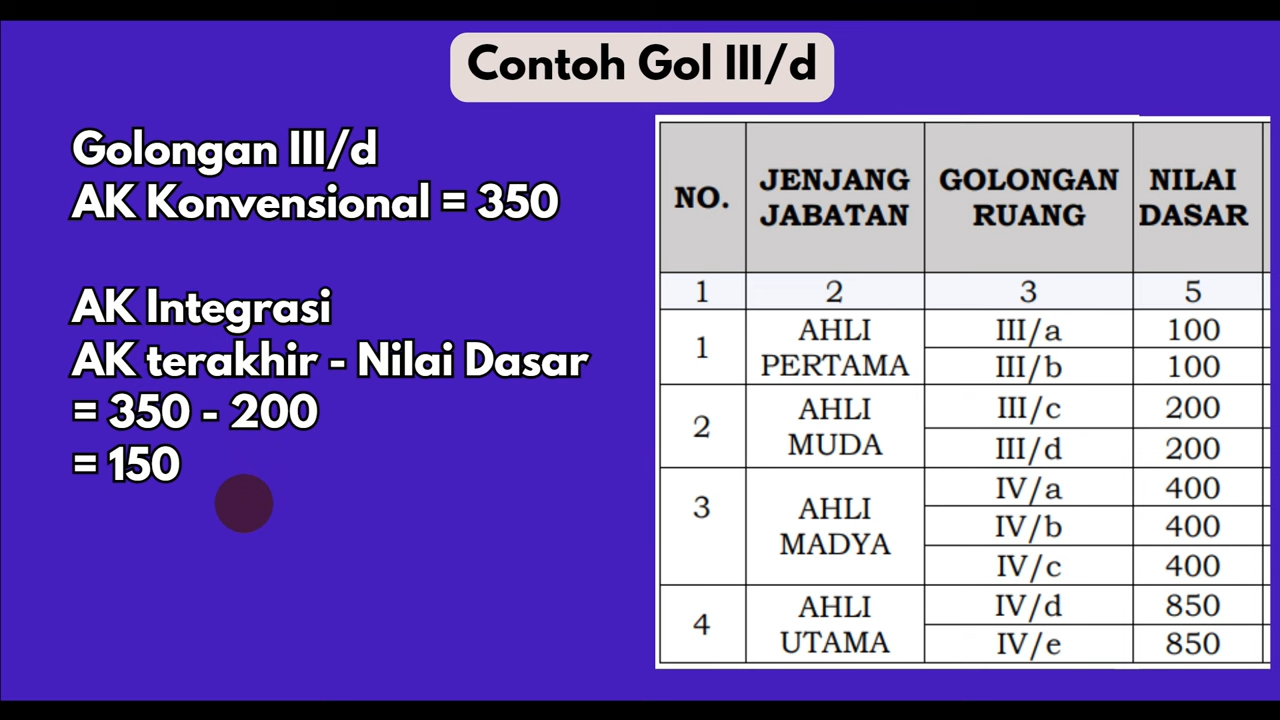 Contoh Gol III/d
Golongan III/d
AK Konvensional = 350
AK Integrasi
AK terakhir - Nilai Dasar
= 350 - 200
= 150
NO. JENJANG JABATAN GOLONGAN RUANG NILAI DASAR
1 2 3 5
1 AHLI PERTAMA III/a 100
III/b 100
2 AHLI MUDA III/c 200
III/d 200
3 AHLI MADYA IV/a 400
IV/b 400
IV/c 400
4 AHLI UTAMA IV/d 850
IV/e 850